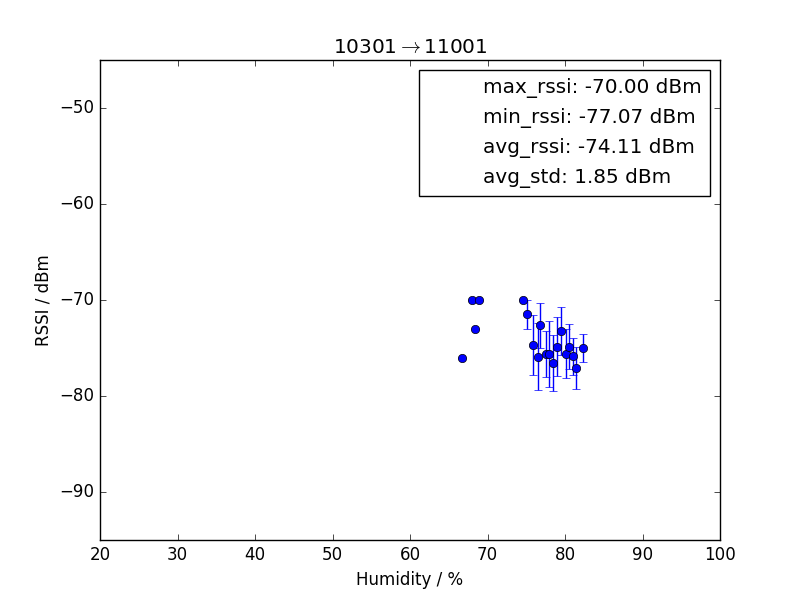 10301→11001
max_rssi: -70.00 dBm
min_rssi: -77.07 dBm
avg_rssi: -74.11 dBm
avg_std: 1.85 dBm
RSSI / dBm
−50
−60
−70
−80
−90
20 30 40 50 60 70 80 90 100
Humidity / %